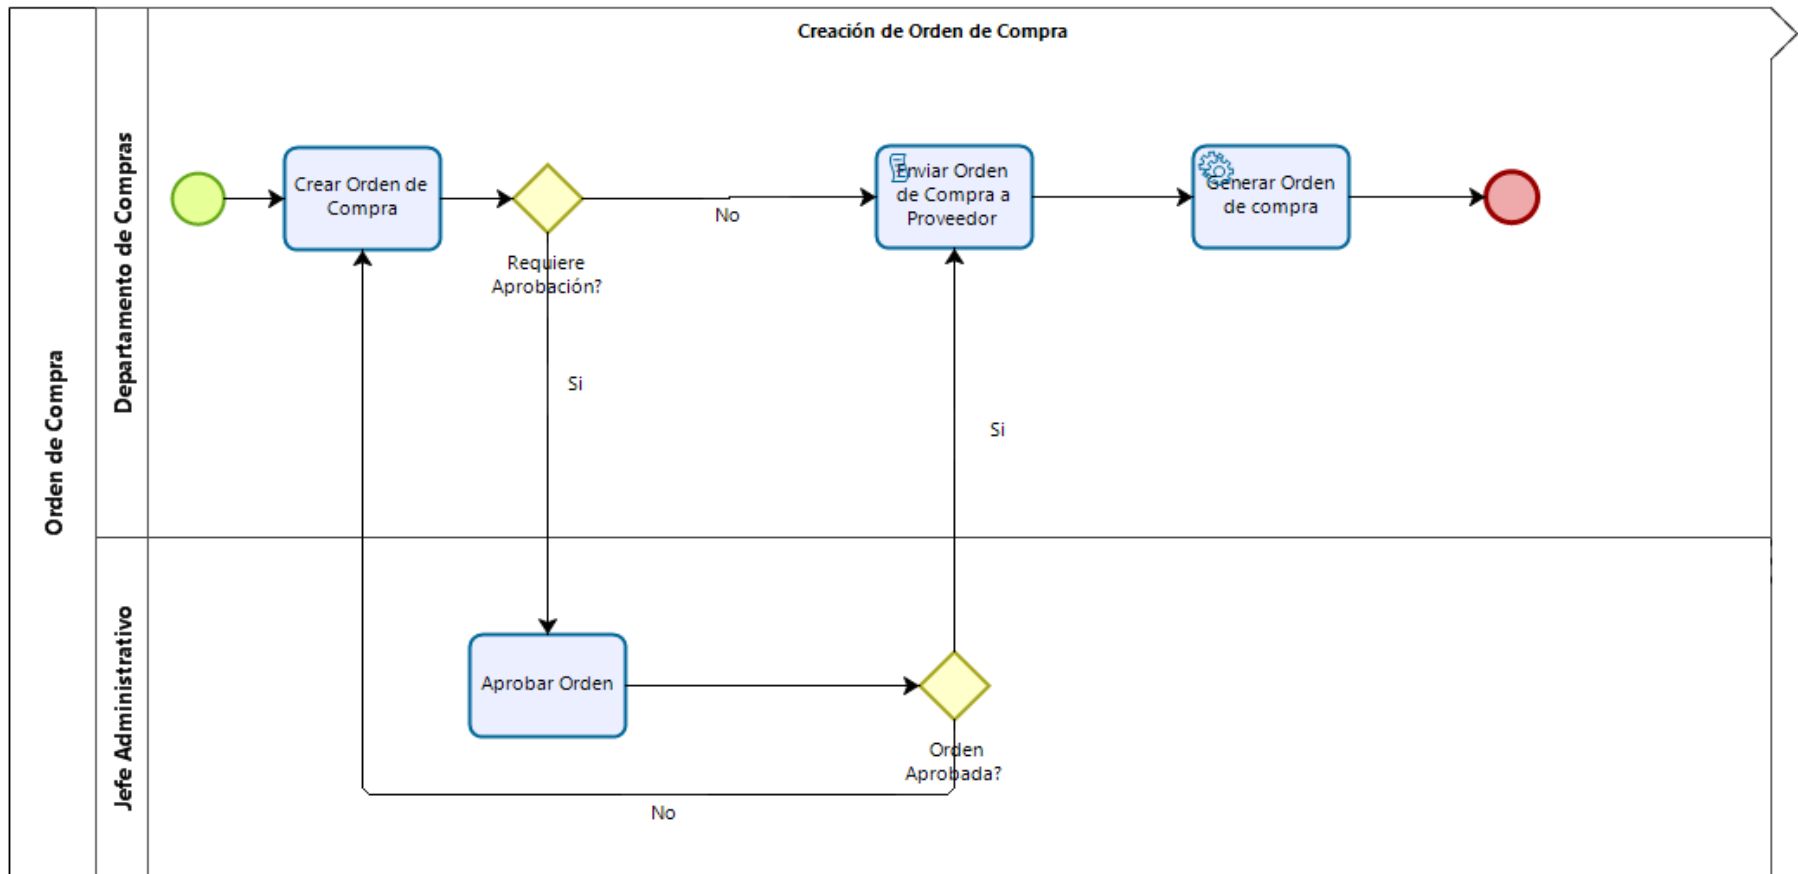 Creación de Orden de Compra
Orden de Compra
Departamento de Compras
Crear Orden de
Compra
Requiere
Aprobación?
No
Si
Enviar Orden
de Compra a
Proveedor
Generar Orden
de compra
Si
Jefe Administrativo
Aprobar Orden
Orden
Aprobada?
No